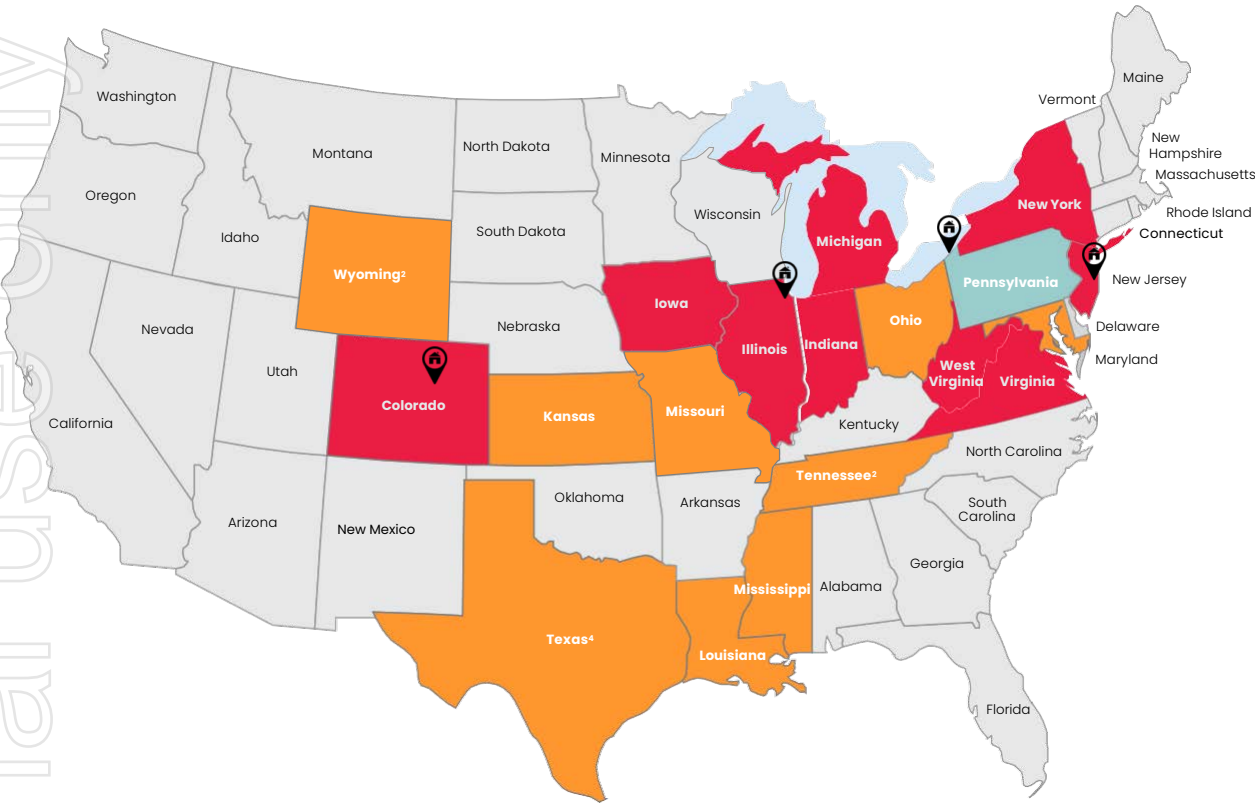 Washington
Maine
Vermont
North Dakota
Montana
Minnesota
New
Hampshire
Massachusetts
Oregon
New York
Rhode Island
Wisconsin
South Dakota
Idaho
Michigan
Connecticut
Wyoming²
Pennsylvania
New Jersey
Iowa
Ohio
Nebraska
Nevada
Delaware
Indiana
Illinois
Maryland
Utah
West
Virginia
Virginia
Colorado
Missouri
Kansas
California
Kentucky
North Carolina
Tennessee²
Oklahoma
Arkansas
South
Carolina
Arizona
New Mexico
Georgia
Alabama
Mississippi
Texas⁴
Louisiana
Florida
use only